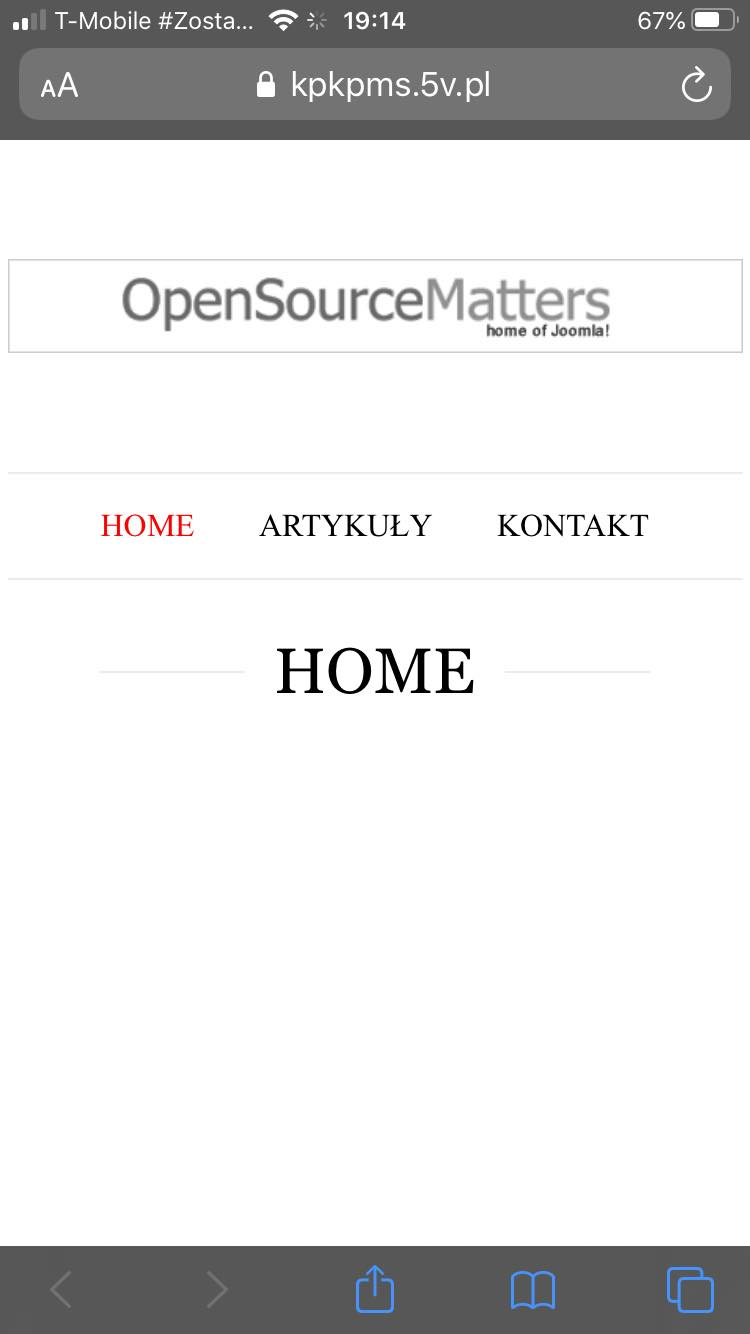 T-Mobile #Zosta... 19:14 67%
AA kpkpms.5v.pl
OpenSourceMatters
home of Joomla!
HOME ARTYKUŁY KONTAKT
HOME